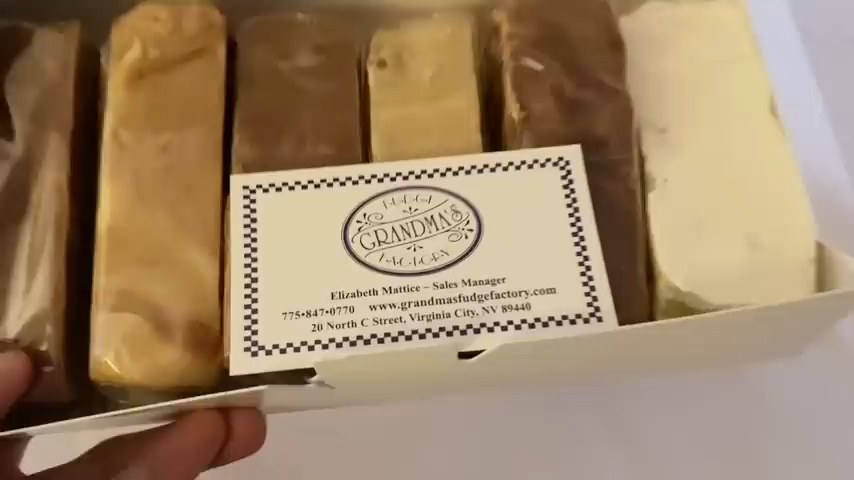 FUDGE
GRANDMA'S
FACTORY
Elizabeth Mattice – Sales Manager
775•847•0770 www.grandmasfudgefactory.com
20 North C Street, Virginia City, NV 89440